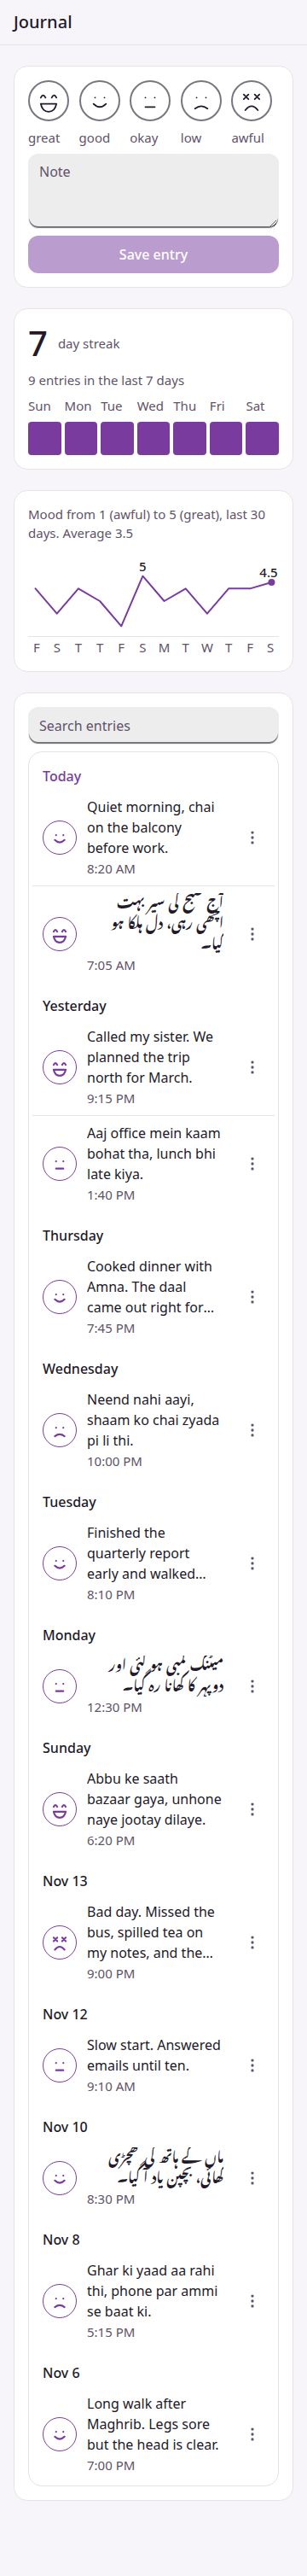 Journal
great good okay low awful
Note
Save entry
7 day streak
9 entries in the last 7 days
Sun Mon Tue Wed Thu Fri Sat
Mood from 1 (awful) to 5 (great), last 30
days. Average 3.5
5
4.5
F S T T F S M T W T F S
Search entries
Today
Quiet morning, chai
on the balcony
before work.
8:20 AM
آج صبح کی سیر بہت
اچھی رہی، دل ہلکا ہو
گیا۔
7:05 AM
Yesterday
Called my sister. We
planned the trip
north for March.
9:15 PM
Aaj office mein kaam
bohat tha, lunch bhi
late kiya.
1:40 PM
Thursday
Cooked dinner with
Amna. The daal
came out right for…
7:45 PM
Wednesday
Neend nahi aayi,
shaam ko chai zyada
pi li thi.
10:00 PM
Tuesday
Finished the
quarterly report
early and walked…
8:10 PM
Monday
میٹنگ لمبی ہو گئی اور
دوپہر کا کھانا رہ گیا۔
12:30 PM
Sunday
Abbu ke saath
bazaar gaya, unhone
naye jootay dilaye.
6:20 PM
Nov 13
Bad day. Missed the
bus, spilled tea on
my notes, and the…
9:00 PM
Nov 12
Slow start. Answered
emails until ten.
9:10 AM
Nov 10
ماں کے ہاتھ کی کھچڑی
کھائی، بچپن یاد آ گیا۔
8:30 PM
Nov 8
Ghar ki yaad aa rahi
thi, phone par ammi
se baat ki.
5:15 PM
Nov 6
Long walk after
Maghrib. Legs sore
but the head is clear.
7:00 PM